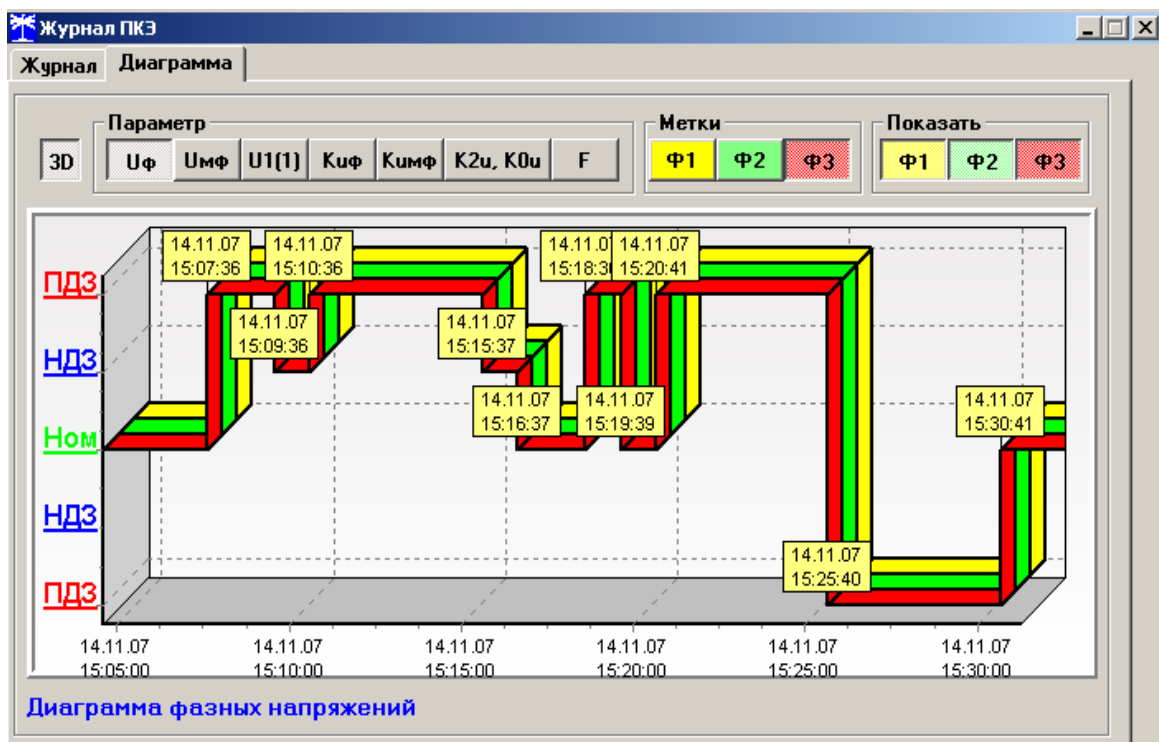 Журнал ПКЭ
Журнал Диаграмма
Параметр Метки Показать
3D Uф Uмф U1(1) Kuф Kuмф K2u, K0u F Ф1 Ф2 Ф3 Ф1 Ф2 Ф3
14.11.07 14.11.07 14.11.0 14.11.07
15:07:36 15:10:36 15:18:3 15:20:41
ПДЗ
14.11.07 14.11.07
15:09:36 15:15:37
НДЗ
14.11.07 14.11.07 14.11.07
15:16:37 15:19:39 15:30:41
Ном
НДЗ
14.11.07
15:25:40
ПДЗ
14.11.07 14.11.07 14.11.07 14.11.07 14.11.07 14.11.07
15:05:00 15:10:00 15:15:00 15:20:00 15:25:00 15:30:00
Диаграмма фазных напряжений